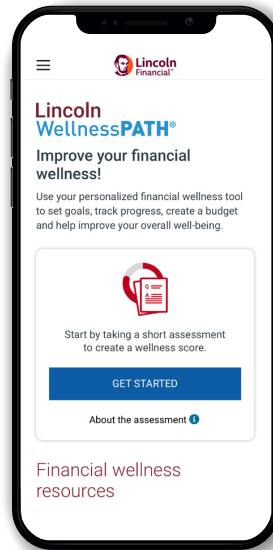 Lincoln
Financial™
Lincoln
WellnessPATH®
Improve your financial
wellness!
Use your personalized financial wellness tool
to set goals, track progress, create a budget
and help improve your overall well-being.
Q
A
Start by taking a short assessment
to create a wellness score.
GET STARTED
About the assessment i
Financial wellness
resources